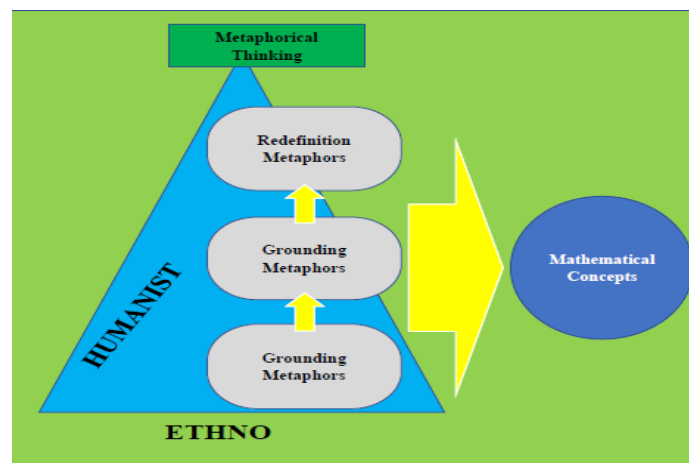 Metaphorical
Thinking
Redefinition
Metaphors
Grounding
Metaphors
Grounding
Metaphors
HUMANIST
ETHNO
Mathematical
Concepts